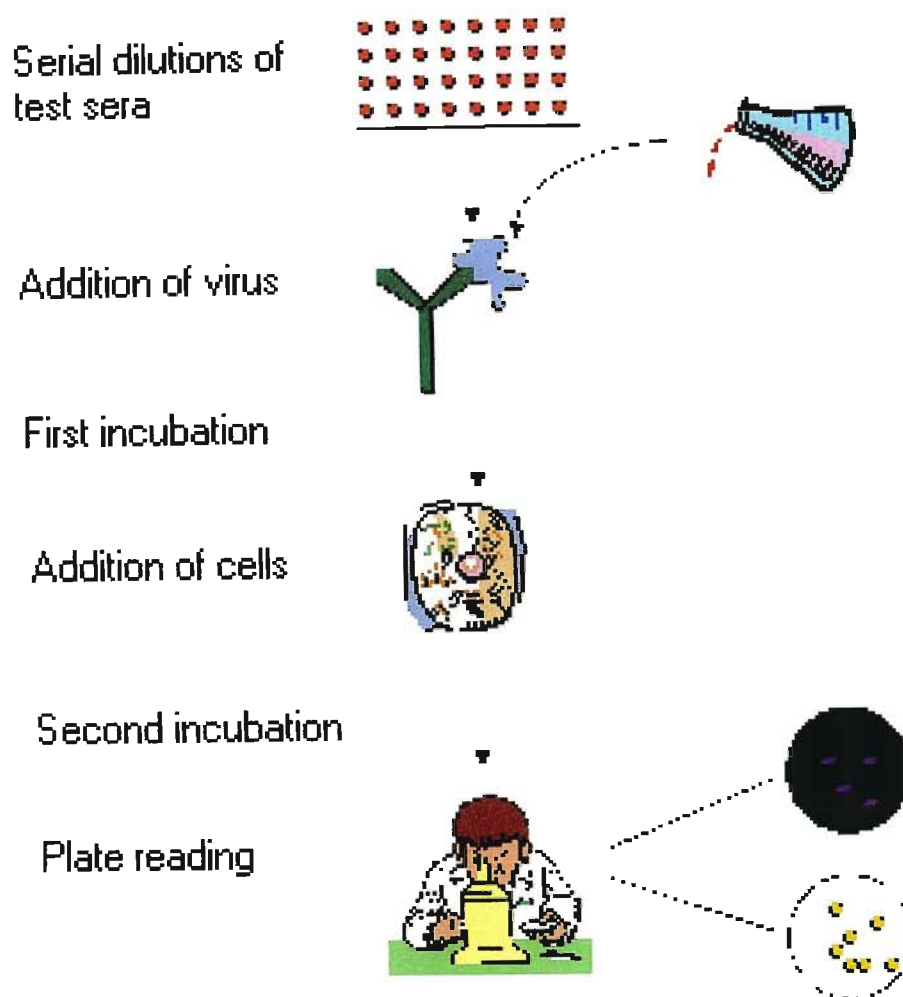 Serial dilutions of
test sera
Addition of virus
First incubation
Addition of cells
Second incubation
Plate reading